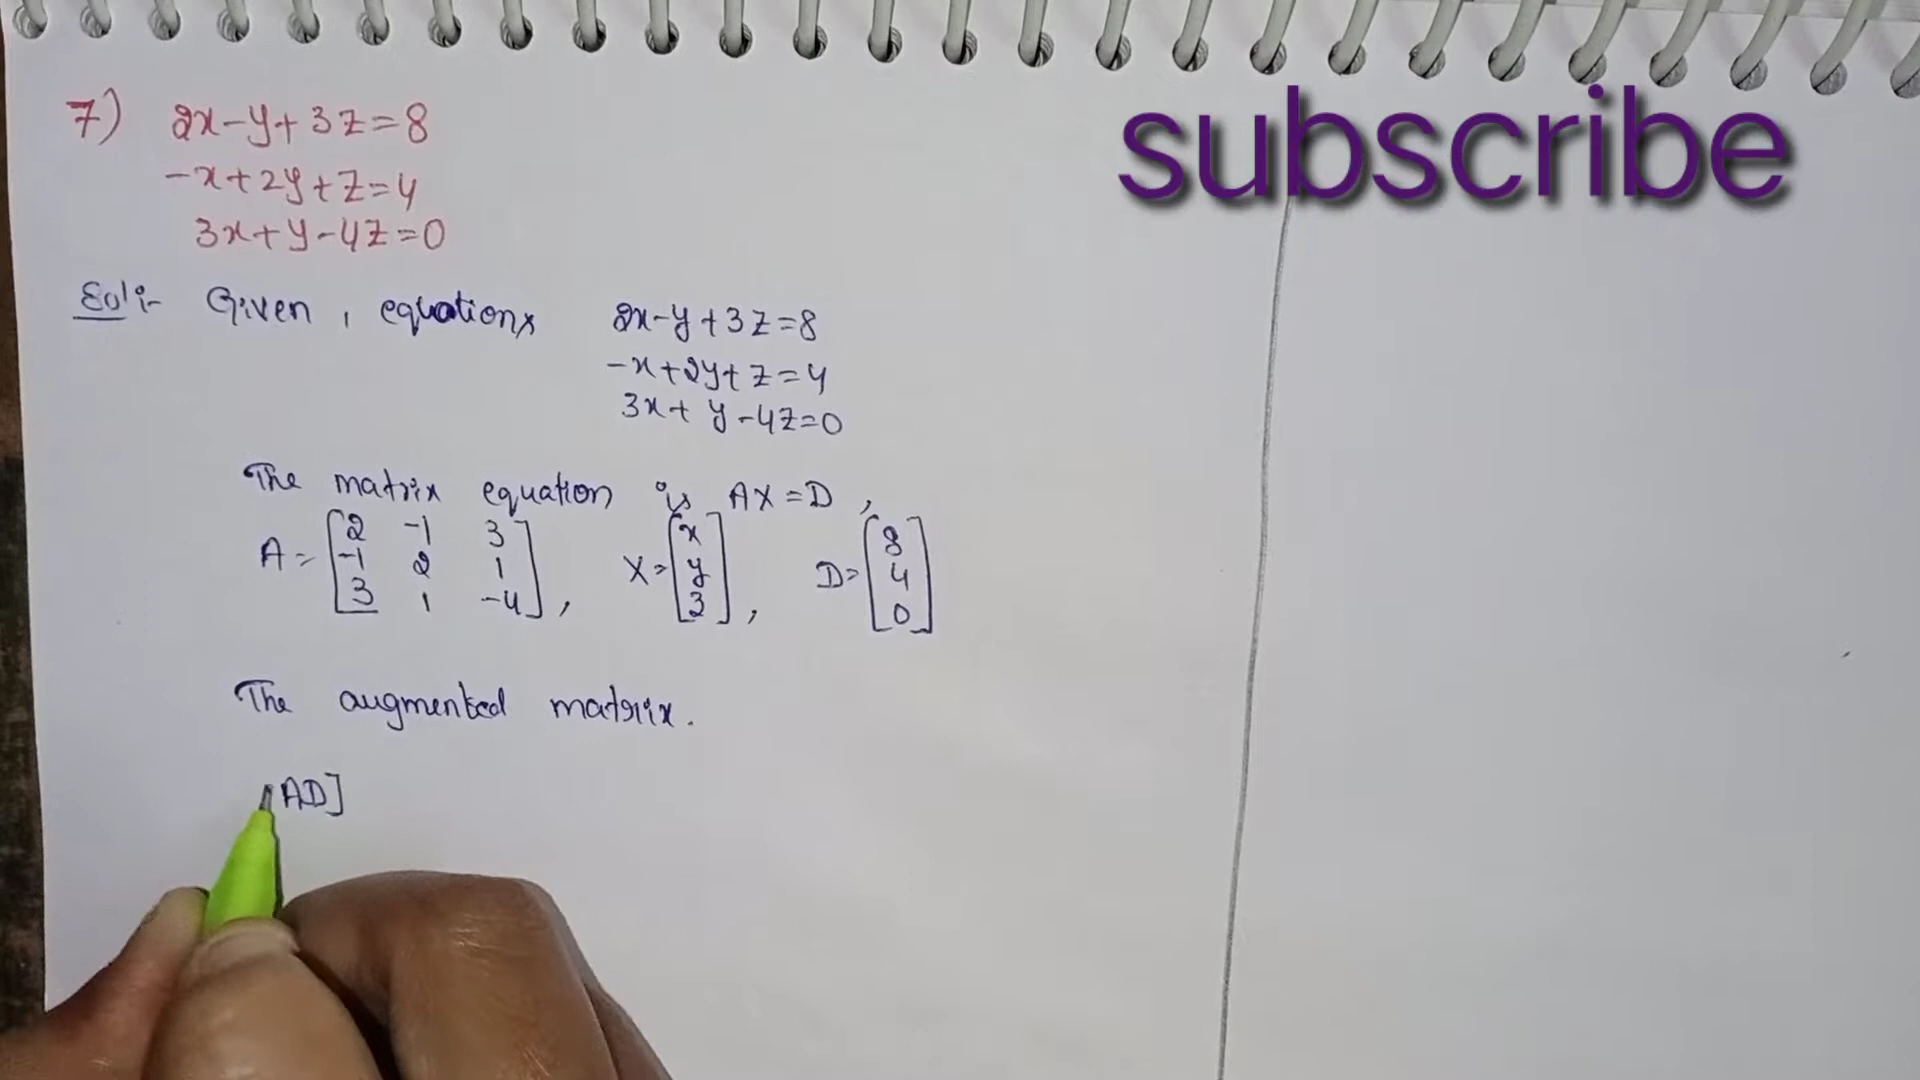 subscribe
7) 2x-y+3z=8
-x+2y+z=4
3x+y-4z=0
Sol:- Given, equations 2x-y+3z=8
-x+2y+z=4
3x+y-4z=0
The matrix equation is AX=D,
A=[2 -1 3
-1 2 1
3 1 -4], X=[x
y
3], D=[8
4
0]
The augmented matrix.
[AD]